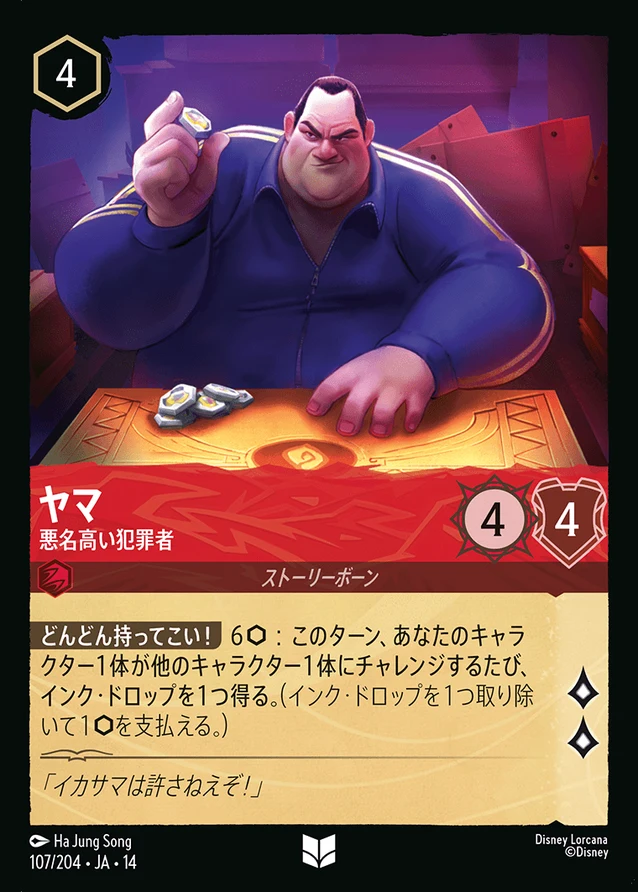 4
ヤマ
悪名高い犯罪者
4
4
ストーリーボーン
どんどん持ってこい! 6⬡ : このターン、あなたのキャラ
クター1体が他のキャラクター1体にチャレンジするたび、
インク·ドロップを1つ得る。(インク·ドロップを1つ取り除
いて1⬡を支払える。)
「イカサマは許さねえぞ!」
Ha Jung Song
107/204 • JA • 14
Disney Lorcana
©Disney